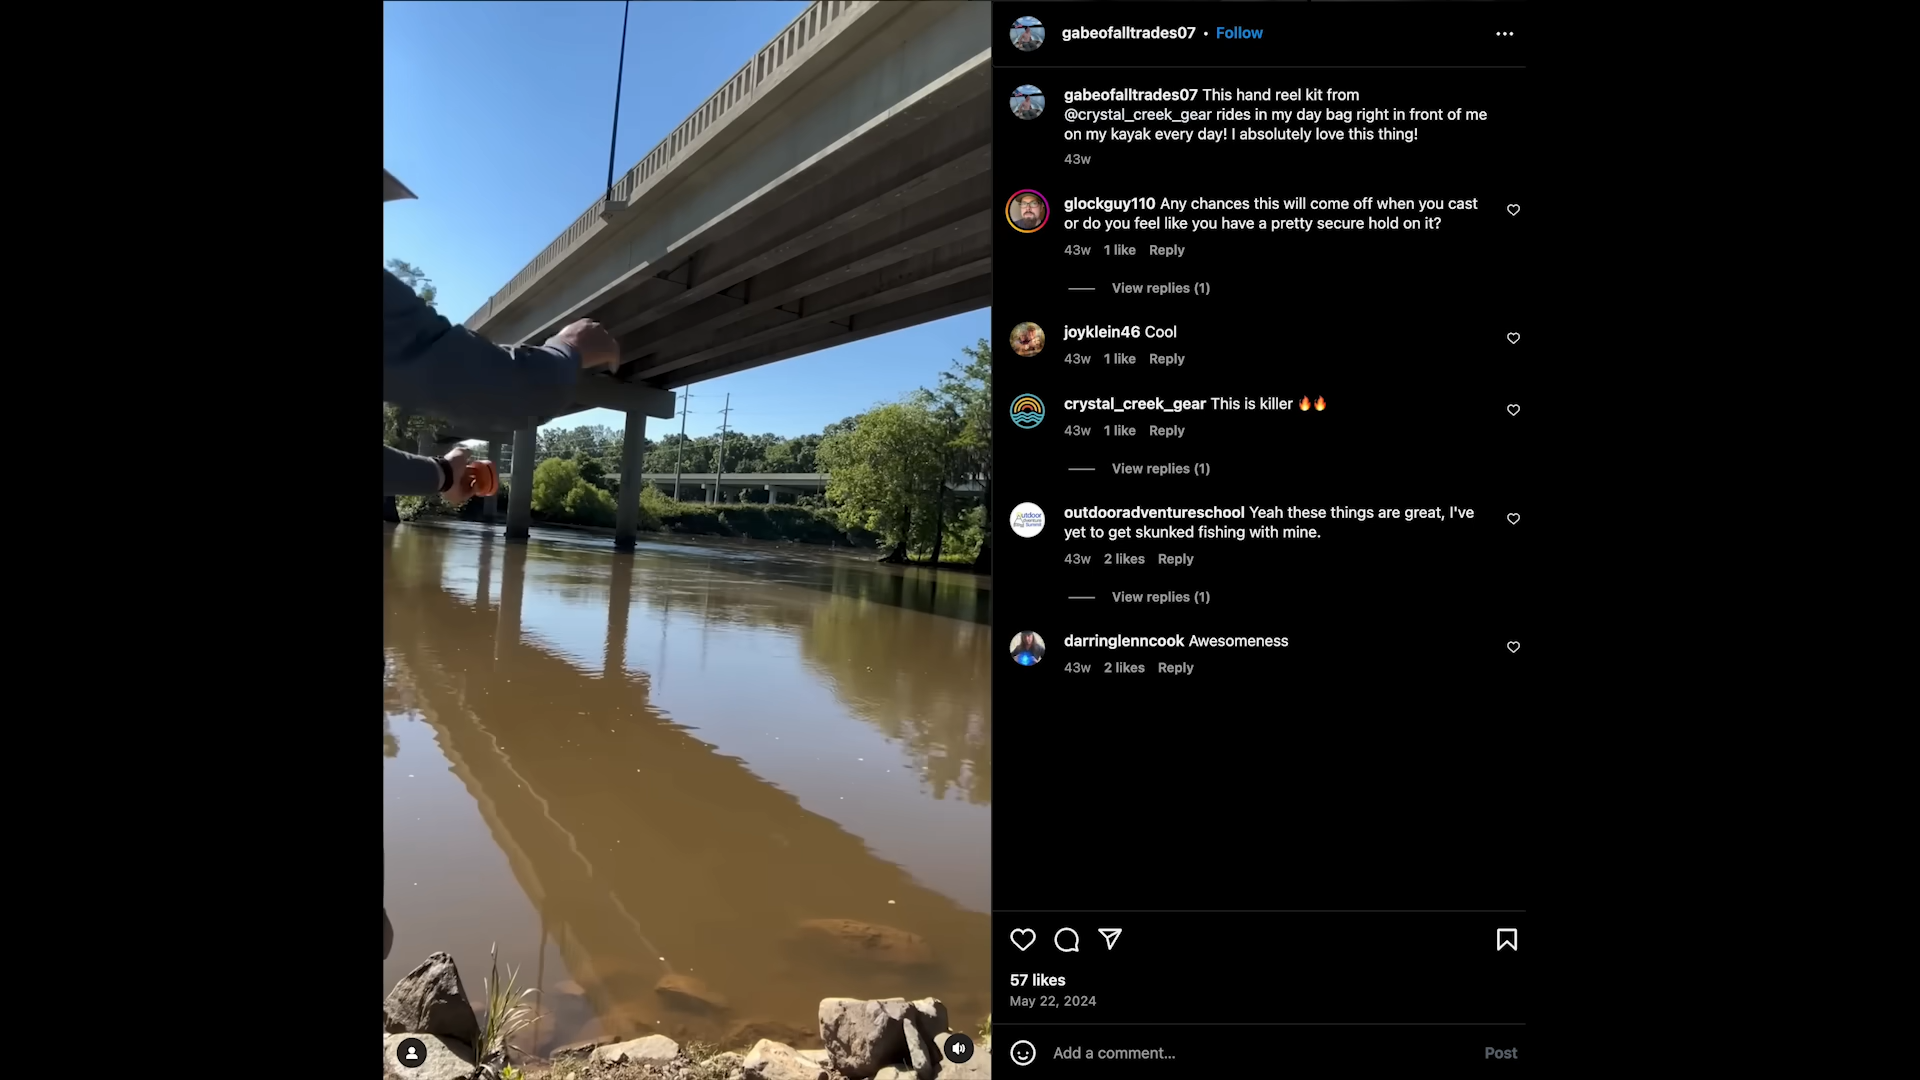 gabeofalltrades07 • Follow
gabeofalltrades07 This hand reel kit from
@crystal_creek_gear rides in my day bag right in front of me
on my kayak every day! I absolutely love this thing!
43w
glockguy110 Any chances this will come off when you cast
or do you feel like you have a pretty secure hold on it?
43w 1 like Reply
View replies (1)
joyklein46 Cool
43w 1 like Reply
crystal_creek_gear This is killer 🔥🔥
43w 1 like Reply
View replies (1)
outdooradventureschool Yeah these things are great, I've
yet to get skunked fishing with mine.
43w 2 likes Reply
View replies (1)
darringlenncook Awesomeness
43w 2 likes Reply
57 likes
May 22, 2024
Add a comment... Post